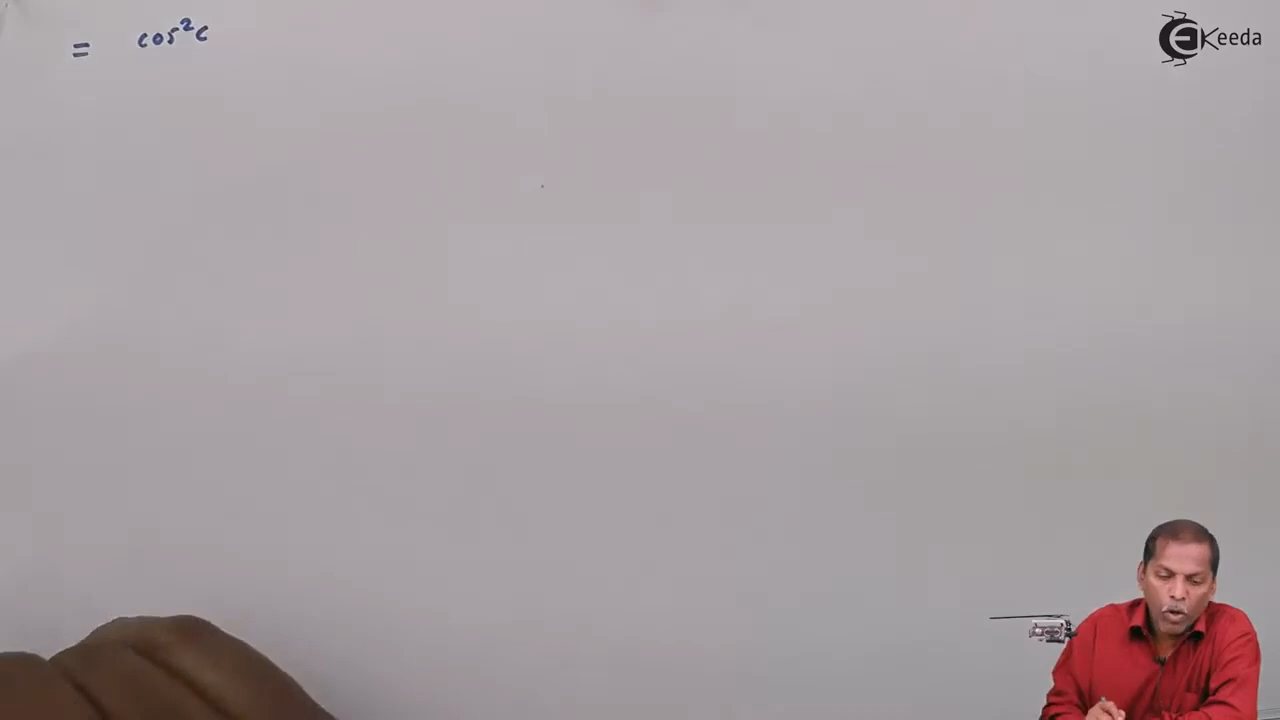 = cos²c
Keeda